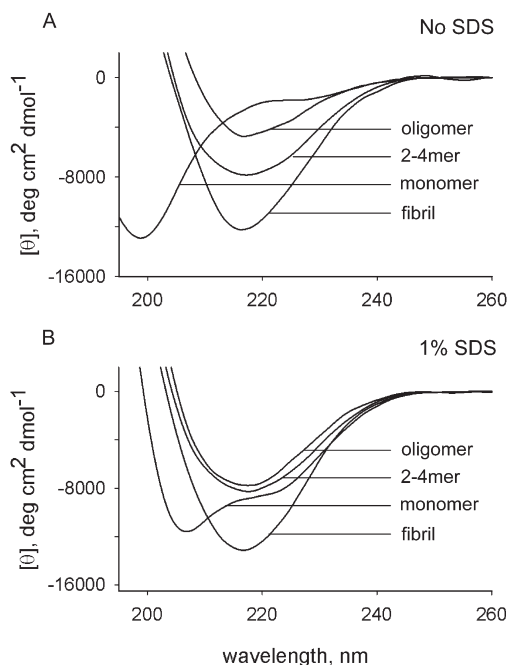 A
No SDS
0
-8000
-16000
[θ], deg cm² dmol⁻¹
oligomer
2-4mer
monomer
fibril
200 220 240 260
B
1% SDS
0
-8000
-16000
[θ], deg cm² dmol⁻¹
oligomer
2-4mer
monomer
fibril
200 220 240 260
wavelength, nm